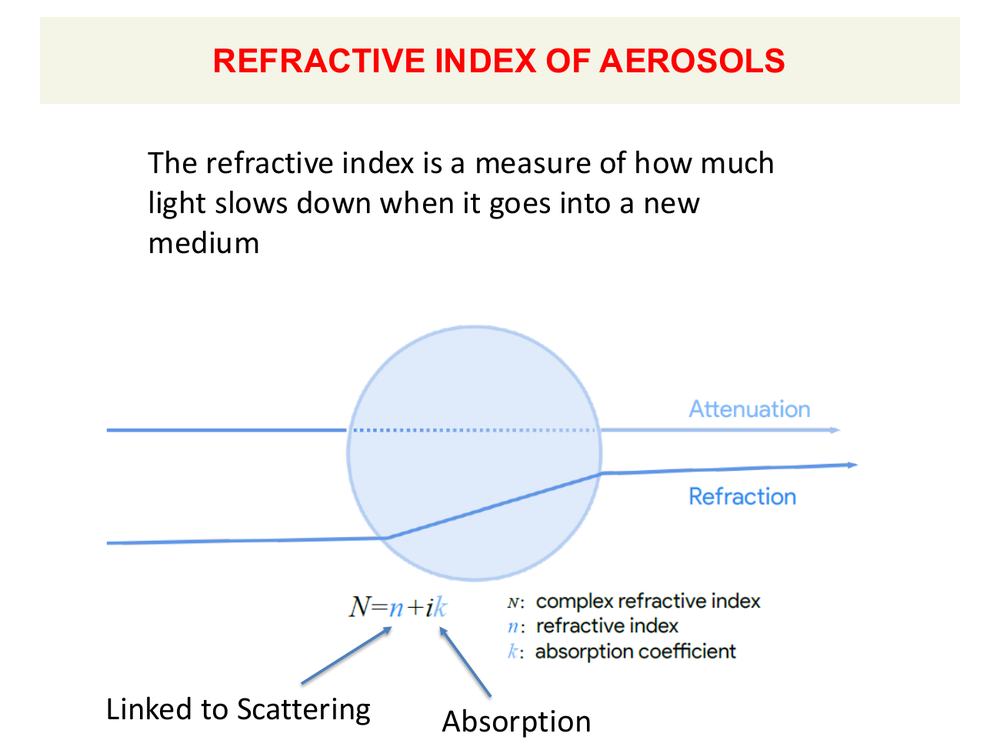 REFRACTIVE INDEX OF AEROSOLS
The refractive index is a measure of how much
light slows down when it goes into a new
medium
Attenuation
Refraction
N=n+ik
N: complex refractive index
n: refractive index
k: absorption coefficient
Linked to Scattering
Absorption